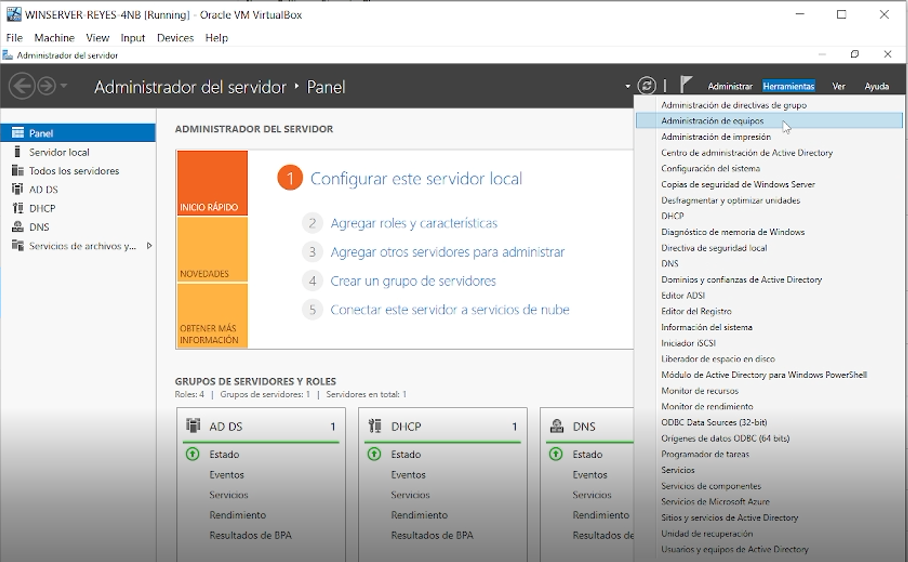 WINSERVER-REYES-4NB [Running] - Oracle VM VirtualBox
File Machine View Input Devices Help
Administrador del servidor
Administrador del servidor ‣ Panel
Administrar Herramientas Ver Ayuda
Panel
Servidor local
Todos los servidores
AD DS
DHCP
DNS
Servicios de archivos y...
ADMINISTRADOR DEL SERVIDOR
INICIO RÁPIDO
NOVEDADES
OBTENER MÁS
INFORMACIÓN
1 Configurar este servidor local
2 Agregar roles y características
3 Agregar otros servidores para administrar
4 Crear un grupo de servidores
5 Conectar este servidor a servicios de nube
GRUPOS DE SERVIDORES Y ROLES
Roles: 4 | Grupos de servidores: 1 | Servidores en total: 1
AD DS 1
Estado
Eventos
Servicios
Rendimiento
Resultados de BPA
DHCP 1
Estado
Eventos
Servicios
Rendimiento
Resultados de BPA
DNS
Estado
Eventos
Servicios
Rendimiento
Resultados de
Administración de directivas de grupo
Administración de equipos
Administración de impresión
Centro de administración de Active Directory
Configuración del sistema
Copias de seguridad de Windows Server
Desfragmentar y optimizar unidades
DHCP
Diagnóstico de memoria de Windows
Directiva de seguridad local
DNS
Dominios y confianzas de Active Directory
Editor ADSI
Editor del Registro
Información del sistema
Iniciador iSCSI
Liberador de espacio en disco
Módulo de Active Directory para Windows PowerShell
Monitor de recursos
Monitor de rendimiento
ODBC Data Sources (32-bit)
Orígenes de datos ODBC (64 bits)
Programador de tareas
Servicios
Servicios de componentes
Servicios de Microsoft Azure
Sitios y servicios de Active Directory
Unidad de recuperación
Usuarios y equipos de Active Directory